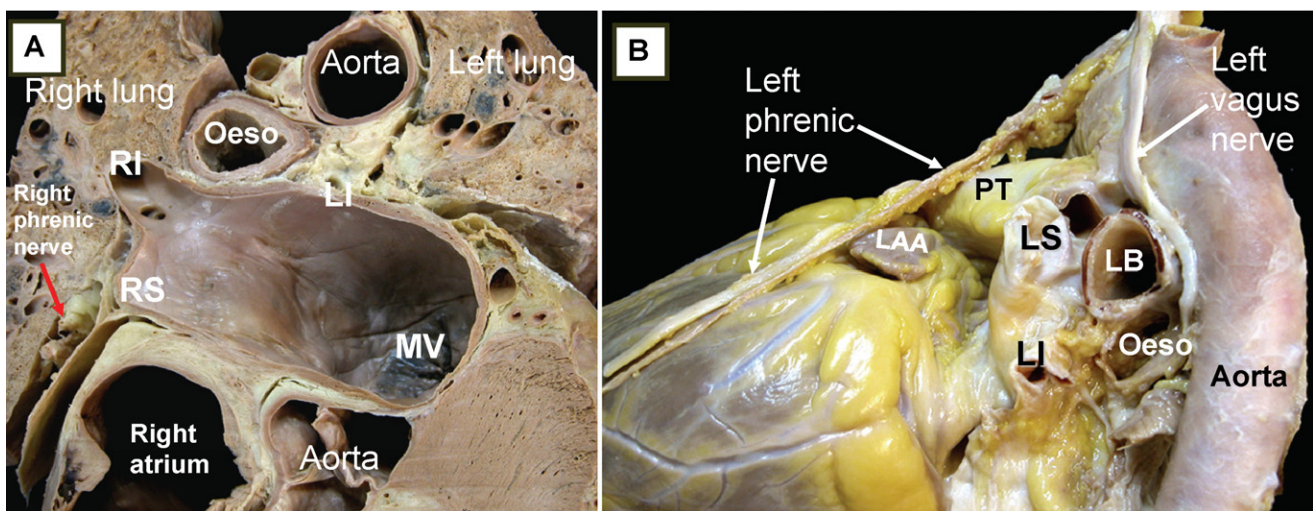 A
Aorta
Left lung
Right lung
Oeso
RI
LI
Right
phrenic
nerve
RS
MV
Right
atrium
Aorta
B
Left
phrenic
nerve
Left
vagus
nerve
PT
LAA
LS
LB
LI
Oeso
Aorta